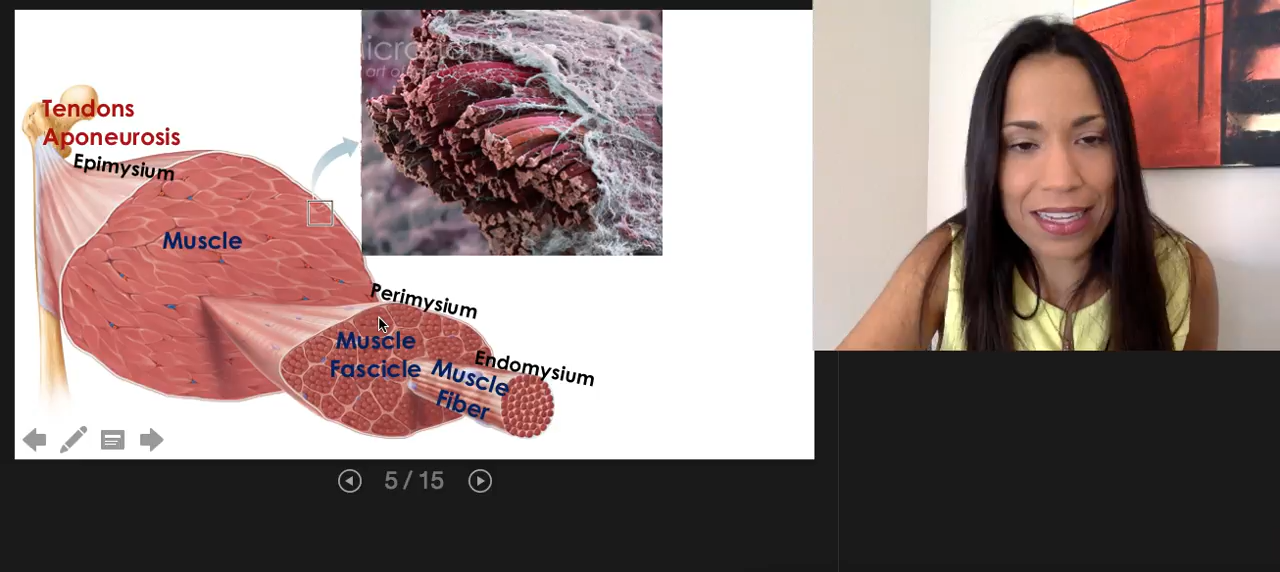 Tendons
Aponeurosis
Epimysium
Muscle
Perimysium
Muscle
Fascicle
Endomysium
Muscle
Fiber
5 / 15